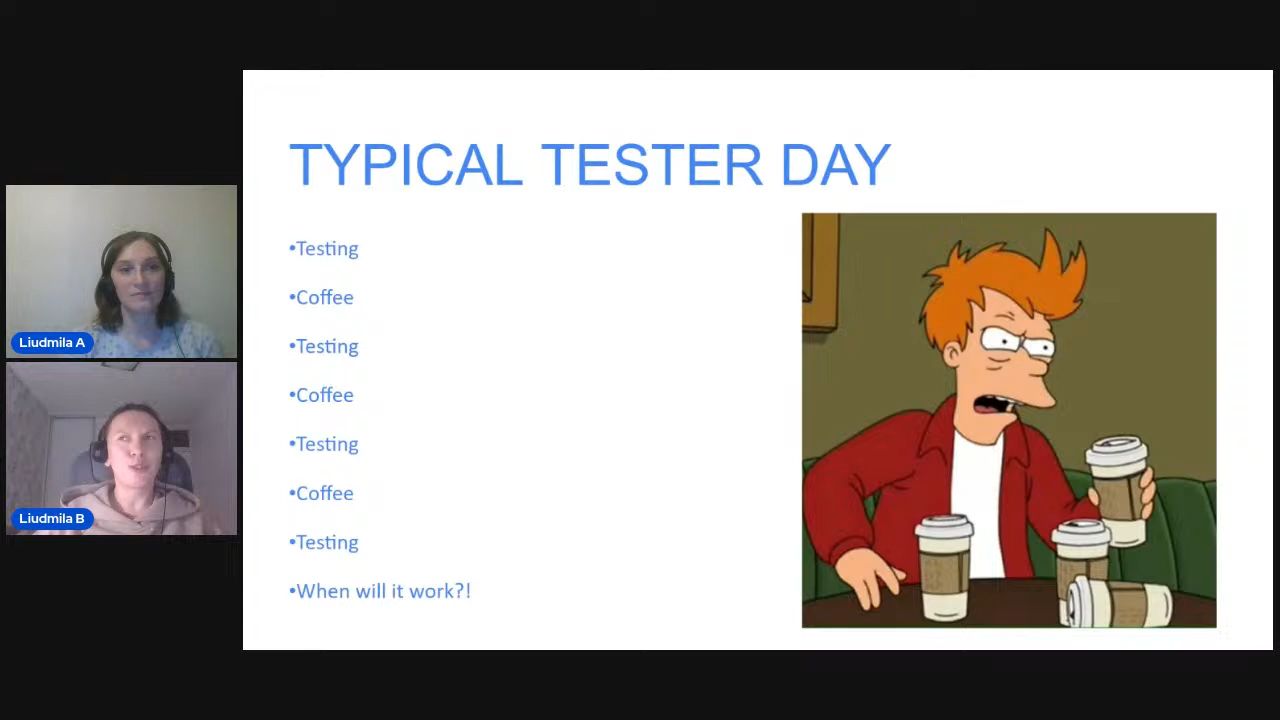 TYPICAL TESTER DAY
•Testing
•Coffee
•Testing
•Coffee
•Testing
•Coffee
•Testing
•When will it work?!
Liudmila A
Liudmila B